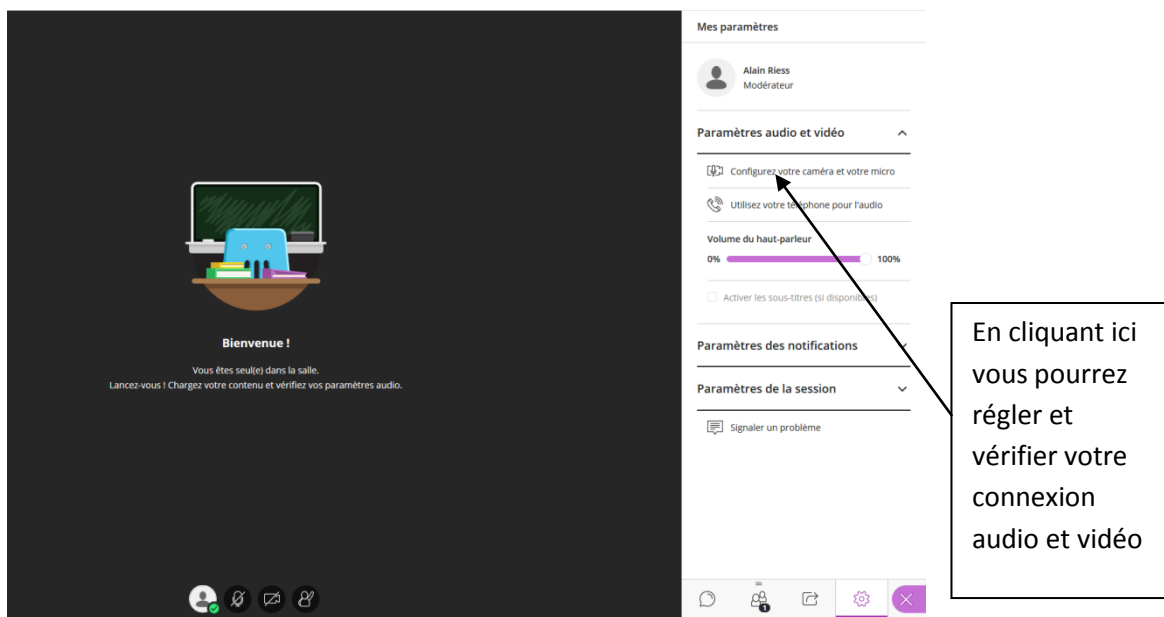 Mes paramètres
Alain Riess
Modérateur
Paramètres audio et vidéo
Configurez votre caméra et votre micro
Utilisez votre téléphone pour l'audio
Volume du haut-parleur
0% 100%
Activer les sous-titres (si disponibles)
Paramètres des notifications
Paramètres de la session
Signaler un problème
1
Bienvenue !
Vous êtes seul(e) dans la salle.
Lancez-vous ! Chargez votre contenu et vérifiez vos paramètres audio.
En cliquant ici
vous pourrez
régler et
vérifier votre
connexion
audio et vidéo